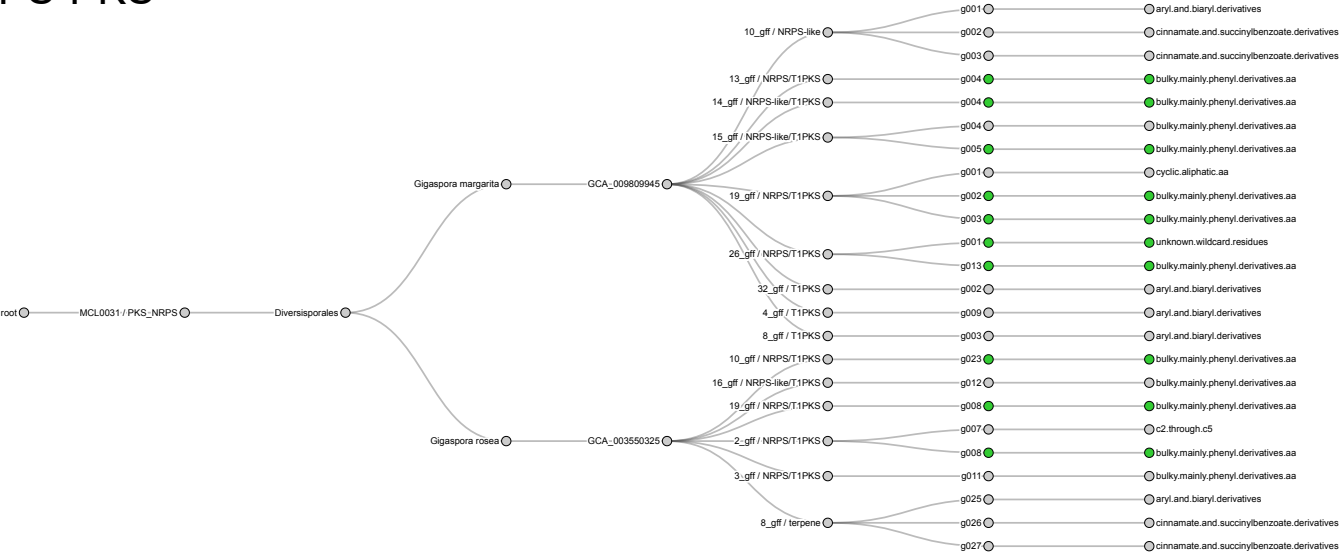 g001 aryl.and.biaryl.derivatives
10_gff / NRPS-like g002 cinnamate.and.succinylbenzoate.derivatives
g003 cinnamate.and.succinylbenzoate.derivatives
13_gff / NRPS/T1PKS g004 bulky.mainly.phenyl.derivatives.aa
14_gff / NRPS-like/T1PKS g004 bulky.mainly.phenyl.derivatives.aa
g004 bulky.mainly.phenyl.derivatives.aa
15_gff / NRPS-like/T1PKS
g005 bulky.mainly.phenyl.derivatives.aa
g001 cyclic.aliphatic.aa
Gigaspora margarita GCA_009809945
19_gff / NRPS/T1PKS g002 bulky.mainly.phenyl.derivatives.aa
g003 bulky.mainly.phenyl.derivatives.aa
g001 unknown.wildcard.residues
26_gff / NRPS/T1PKS
g013 bulky.mainly.phenyl.derivatives.aa
32_gff / T1PKS g002 aryl.and.biaryl.derivatives
root MCL0031 / PKS_NRPS Diversisporales 4_gff / T1PKS g009 aryl.and.biaryl.derivatives
8_gff / T1PKS g003 aryl.and.biaryl.derivatives
10_gff / NRPS/T1PKS g023 bulky.mainly.phenyl.derivatives.aa
16_gff / NRPS-like/T1PKS g012 bulky.mainly.phenyl.derivatives.aa
19_gff / NRPS/T1PKS g008 bulky.mainly.phenyl.derivatives.aa
g007 c2.through.c5
Gigaspora rosea GCA_003550325 2_gff / NRPS/T1PKS
g008 bulky.mainly.phenyl.derivatives.aa
3_gff / NRPS/T1PKS g011 bulky.mainly.phenyl.derivatives.aa
g025 aryl.and.biaryl.derivatives
8_gff / terpene g026 cinnamate.and.succinylbenzoate.derivatives
g027 cinnamate.and.succinylbenzoate.derivatives